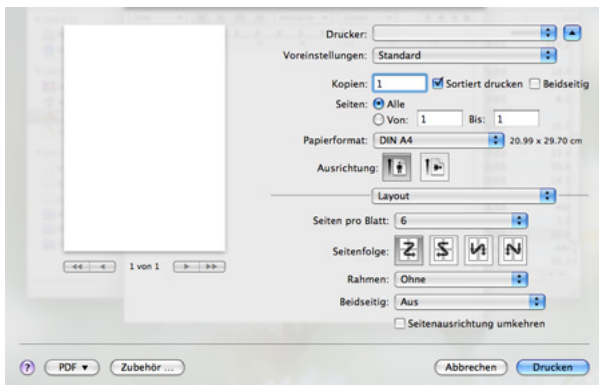 Drucker:
Voreinstellungen: Standard
Kopien: 1 Sortiert drucken Beidseitig
Seiten: Alle
Von: 1 Bis: 1
Papierformat: DIN A4 20.99 x 29.70 cm
Ausrichtung:
Layout
Seiten pro Blatt: 6
Seitenfolge:
Rahmen: Ohne
Beidseitig: Aus
Seitenausrichtung umkehren
1 von 1
? PDF Zubehör ... Abbrechen Drucken